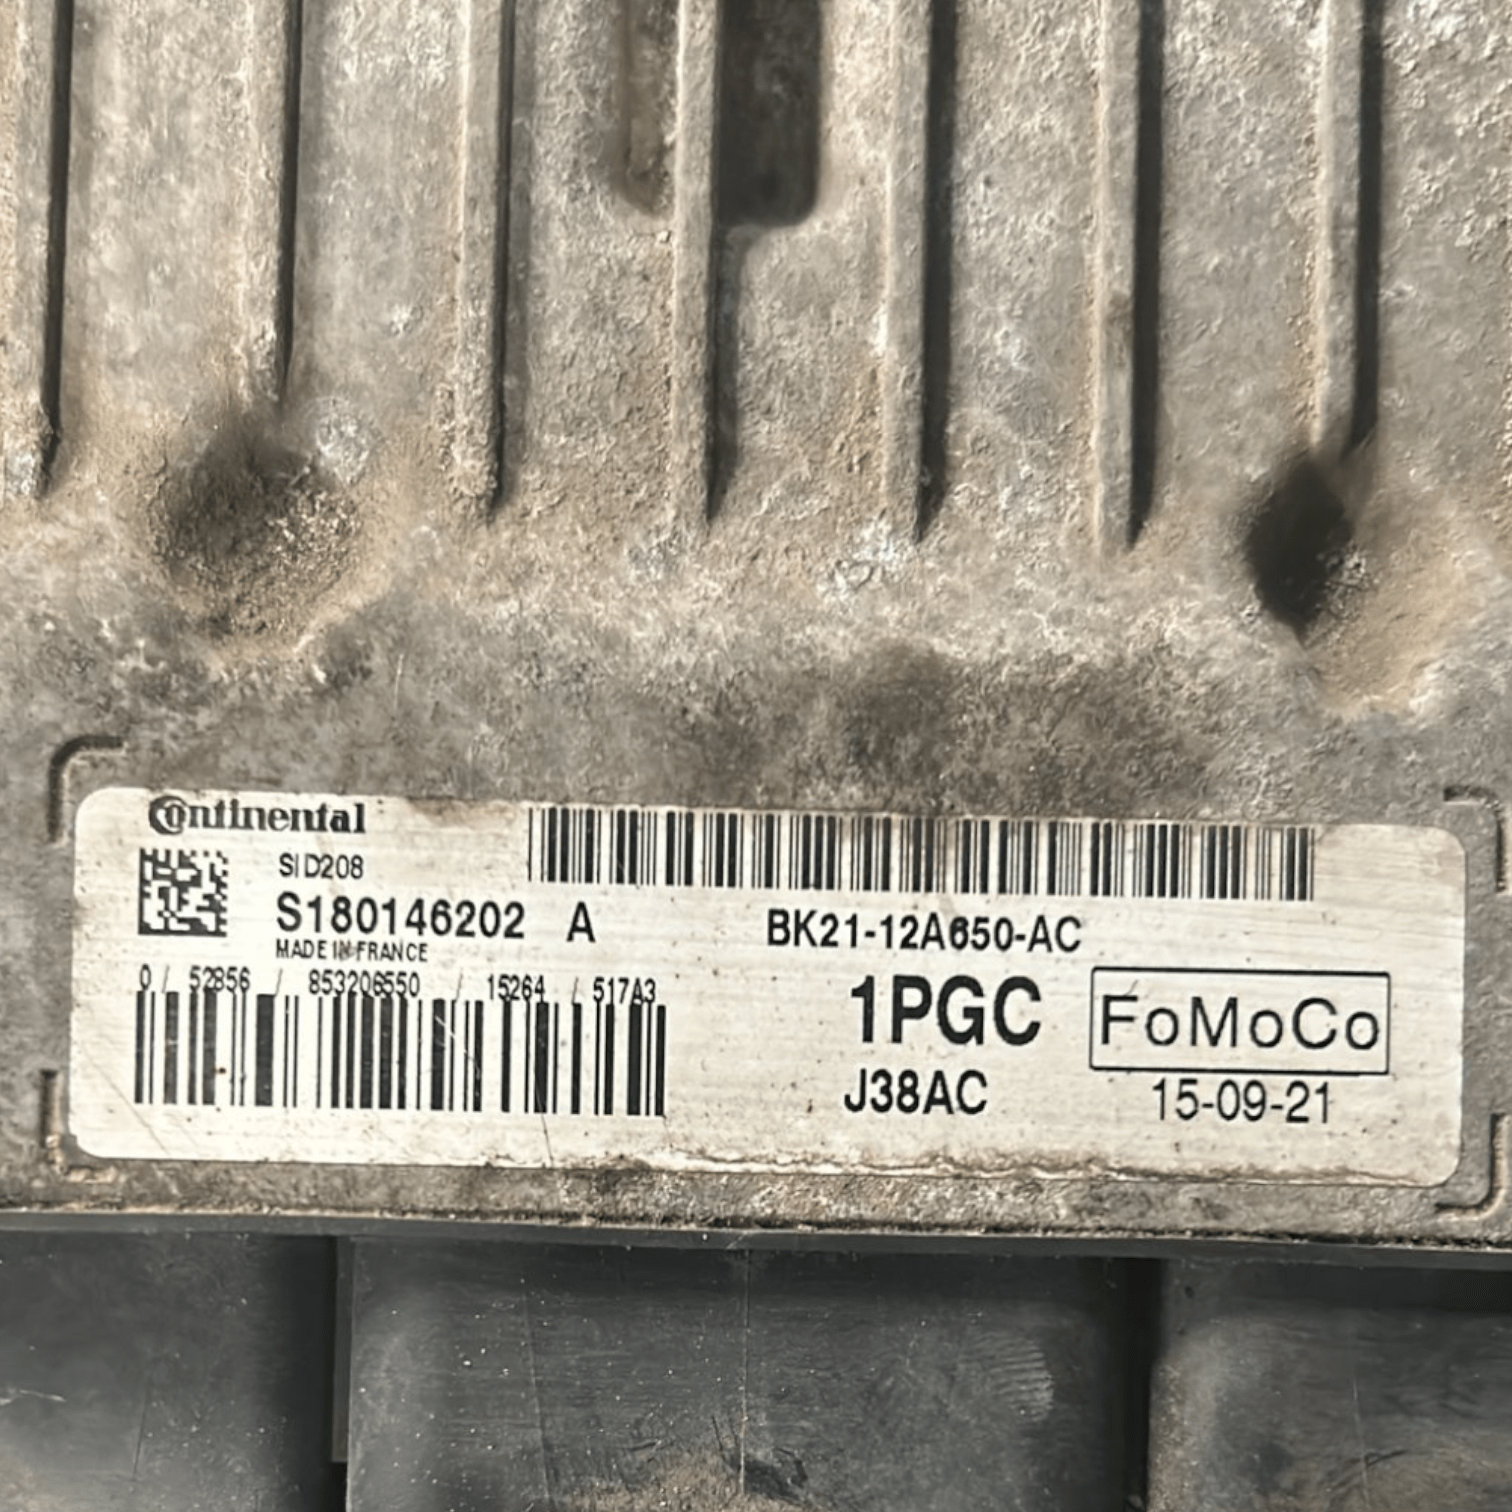 Continental
SID208
S180146202 A
MADE IN FRANCE
0 / 52856 / 853206550 / 15264 / 517A3
BK21-12A650-AC
1PGC
FoMoCo
J38AC
15-09-21